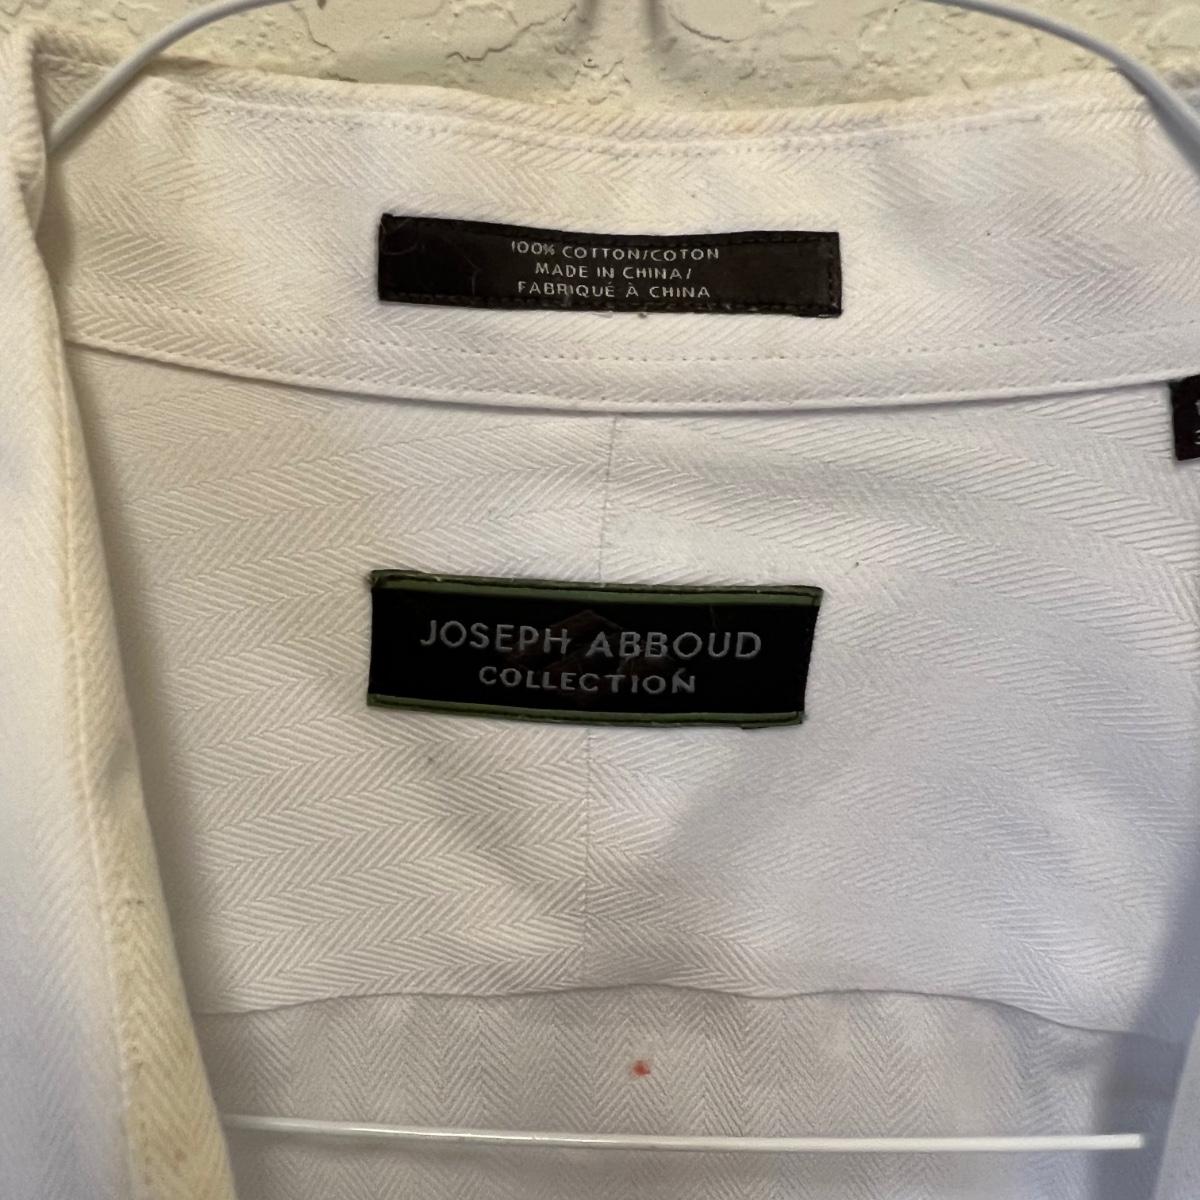 100% COTTON/COTON
MADE IN CHINA/
FABRIQUÉ À CHINA
JOSEPH ABBOUD
COLLECTION